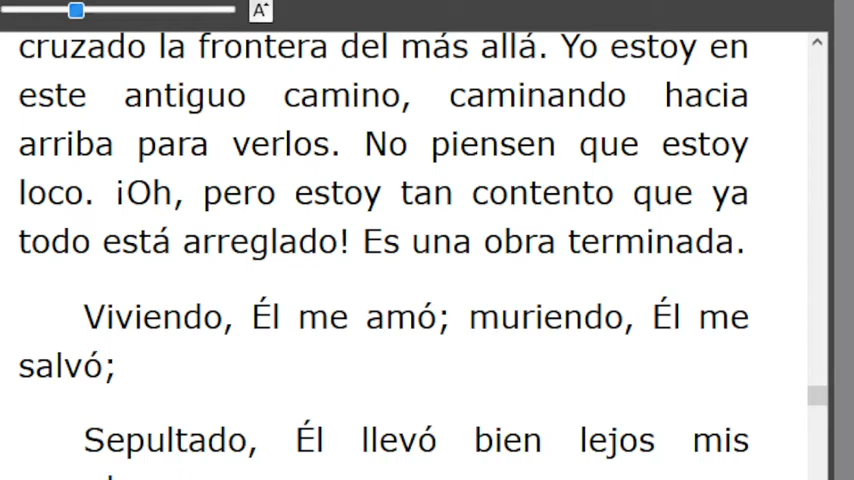 A
cruzado la frontera del más allá. Yo estoy en
este antiguo camino, caminando hacia
arriba para verlos. No piensen que estoy
loco. ¡Oh, pero estoy tan contento que ya
todo está arreglado! Es una obra terminada.
Viviendo, Él me amó; muriendo, Él me
salvó;
Sepultado, Él llevó bien lejos mis